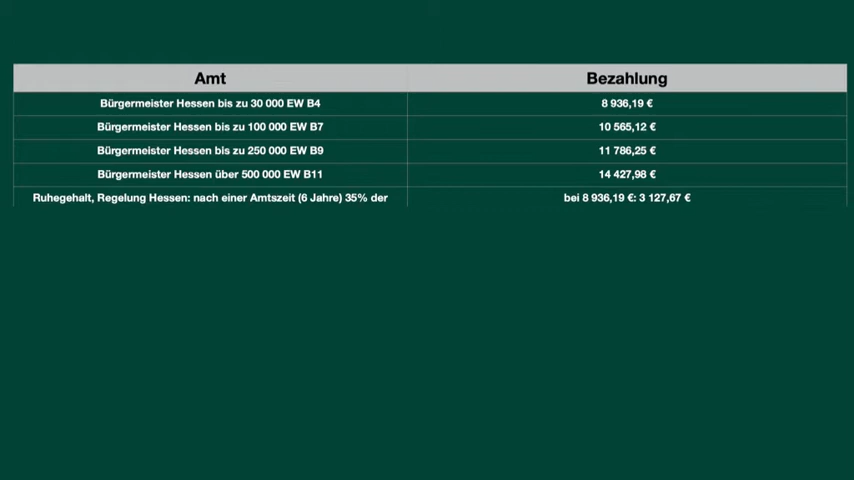 Amt Bezahlung
Bürgermeister Hessen bis zu 30 000 EW B4 8 936,19 €
Bürgermeister Hessen bis zu 100 000 EW B7 10 565,12 €
Bürgermeister Hessen bis zu 250 000 EW B9 11 786,25 €
Bürgermeister Hessen über 500 000 EW B11 14 427,98 €
Ruhegehalt, Regelung Hessen: nach einer Amtszeit (6 Jahre) 35% der bei 8 936,19 €: 3 127,67 €